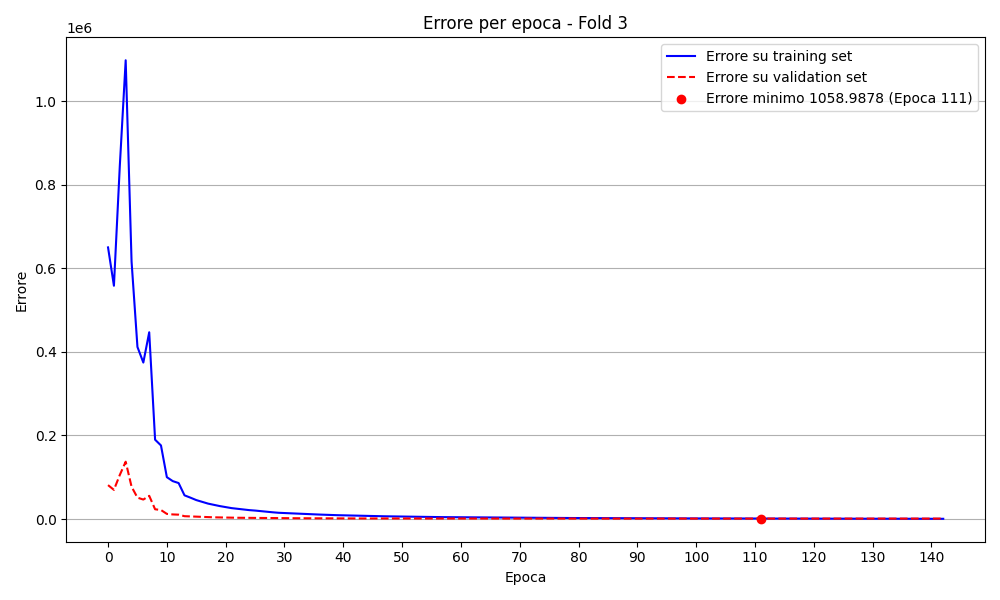 Errore per epoca - Fold 3
1e6
Errore su training set
Errore su validation set
Errore minimo 1058.9878 (Epoca 111)
1.0
0.8
0.6
0.4
0.2
0.0
Errore
0 10 20 30 40 50 60 70 80 90 100 110 120 130 140
Epoca